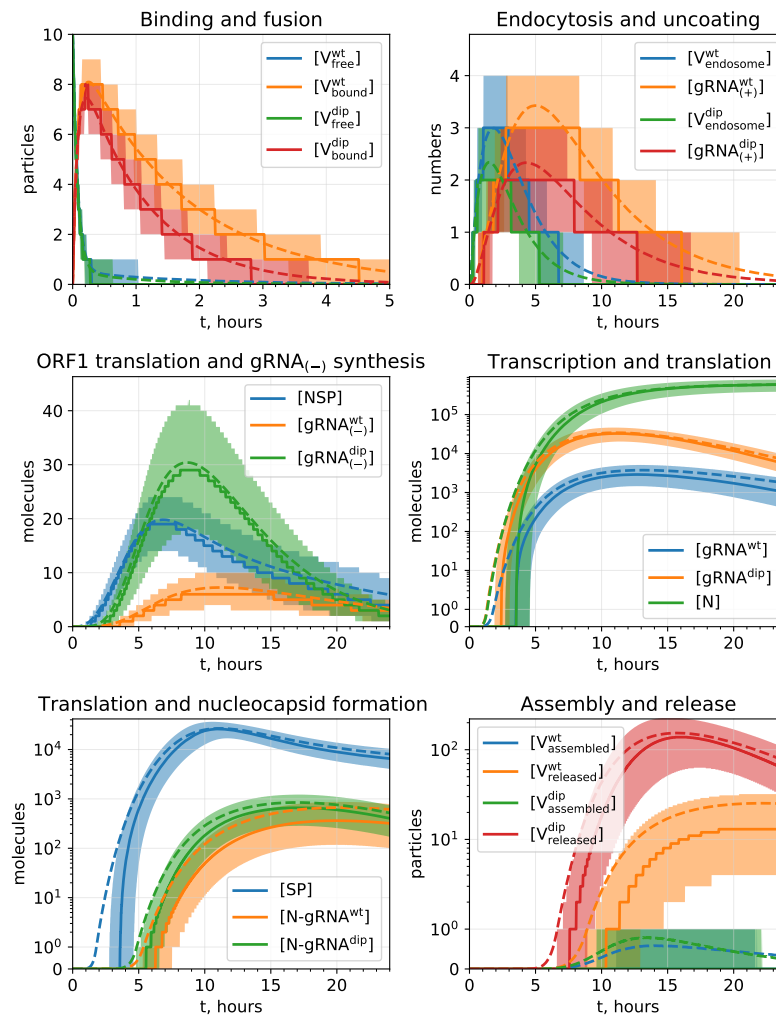 Binding and fusion
particles
10
8
6
4
2
0
[V^wt_free]
[V^wt_bound]
[V^dip_free]
[V^dip_bound]
0 1 2 3 4 5
t, hours
Endocytosis and uncoating
numbers
4
3
2
1
0
[V^wt_endosome]
[gRNA^wt_(+)]
[V^dip_endosome]
[gRNA^dip_(+)]
0 5 10 15 20
t, hours
ORF1 translation and gRNA(−) synthesis
molecules
40
30
20
10
0
[NSP]
[gRNA^wt_(−)]
[gRNA^dip_(−)]
0 5 10 15 20
t, hours
Transcription and translation
molecules
10^5
10^4
10^3
10^2
10^1
10^0
0
[gRNA^wt]
[gRNA^dip]
[N]
0 5 10 15 20
t, hours
Translation and nucleocapsid formation
molecules
10^4
10^3
10^2
10^1
10^0
0
[SP]
[N-gRNA^wt]
[N-gRNA^dip]
0 5 10 15 20
t, hours
Assembly and release
particles
10^2
10^1
10^0
0
[V^wt_assembled]
[V^wt_released]
[V^dip_assembled]
[V^dip_released]
0 5 10 15 20
t, hours